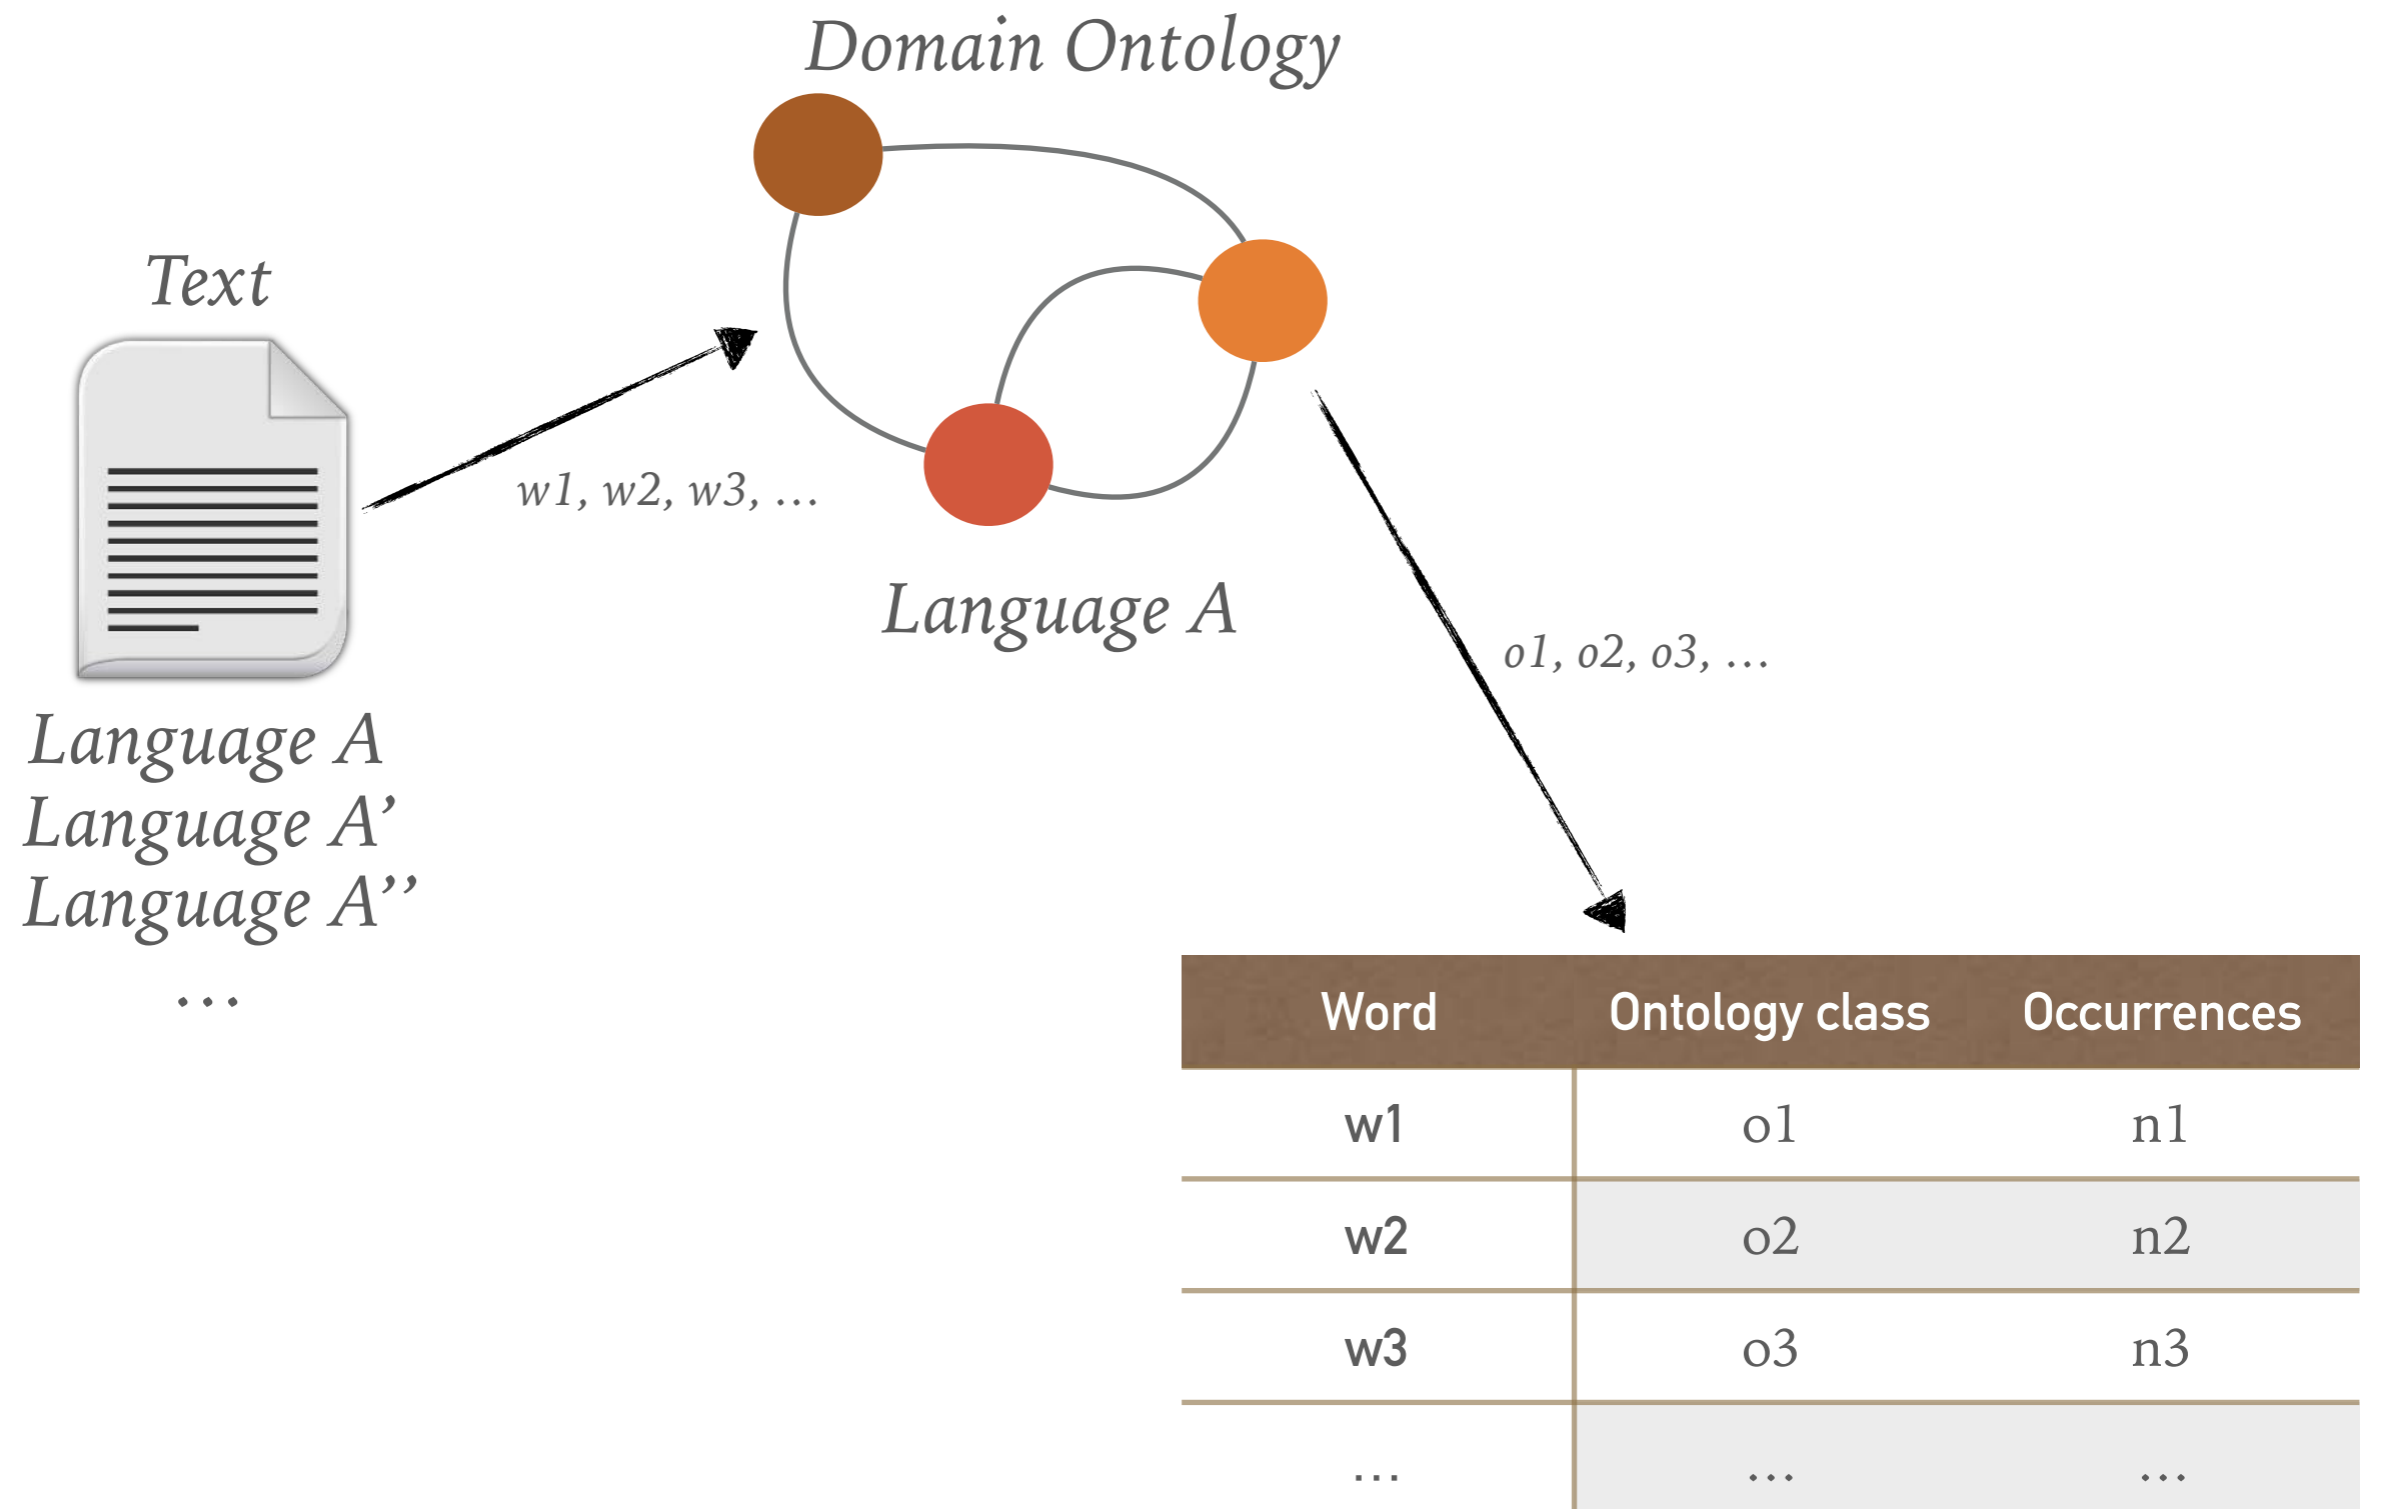 Domain Ontology
Text
w1, w2, w3, ...
Language A
o1, o2, o3, ...
Language A
Language A’
Language A’’
...
Word Ontology class Occurrences
w1 o1 n1
w2 o2 n2
w3 o3 n3
... ... ...